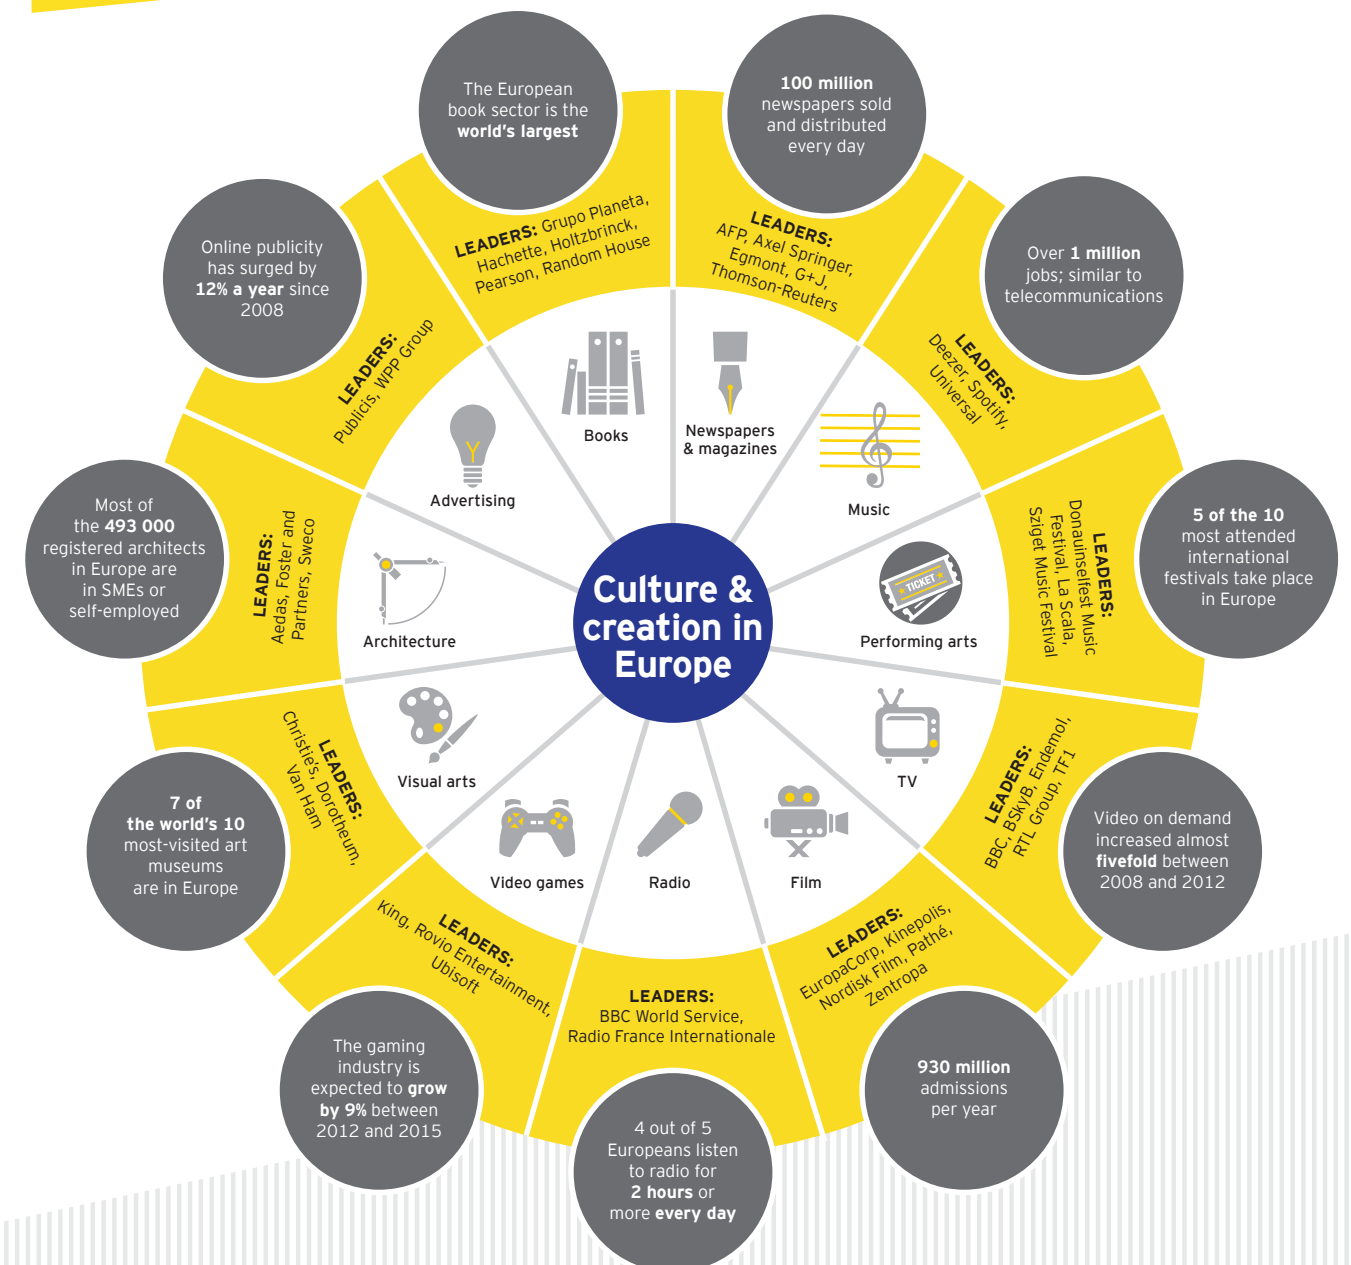 Culture &
creation in
Europe
The European
book sector is the
world's largest
LEADERS: Grupo Planeta,
Hachette, Holtzbrinck,
Pearson, Random House
Books
100 million
newspapers sold
and distributed
every day
LEADERS:
AFP, Axel Springer,
Egmont, G+J,
Thomson-Reuters
Newspapers
& magazines
Over 1 million
jobs; similar to
telecommunications
LEADERS:
Deezer, Spotify,
Universal
Music
5 of the 10
most attended
international
festivals take place
in Europe
LEADERS:
Donauinselfest Music
Festival, La Scala,
Sziget Music Festival
TICKET
Performing arts
Video on demand
increased almost
fivefold between
2008 and 2012
LEADERS:
BBC, BSkyB, Endemol,
RTL Group, TF1
TV
930 million
admissions
per year
LEADERS:
EuropaCorp, Kinepolis,
Nordisk Film, Pathé,
Zentropa
Film
4 out of 5
Europeans listen
to radio for
2 hours or
more every day
LEADERS:
BBC World Service,
Radio France Internationale
Radio
The gaming
industry is
expected to grow
by 9% between
2012 and 2015
LEADERS:
King, Rovio Entertainment,
Ubisoft
Video games
7 of
the world's 10
most-visited art
museums
are in Europe
LEADERS:
Christie's, Dorotheum,
Van Ham
Visual arts
Most of
the 493 000
registered architects
in Europe are
in SMEs or
self-employed
LEADERS:
Aedas, Foster and
Partners, Sweco
Architecture
Online publicity
has surged by
12% a year since
2008
LEADERS:
Publicis, WPP Group
Advertising